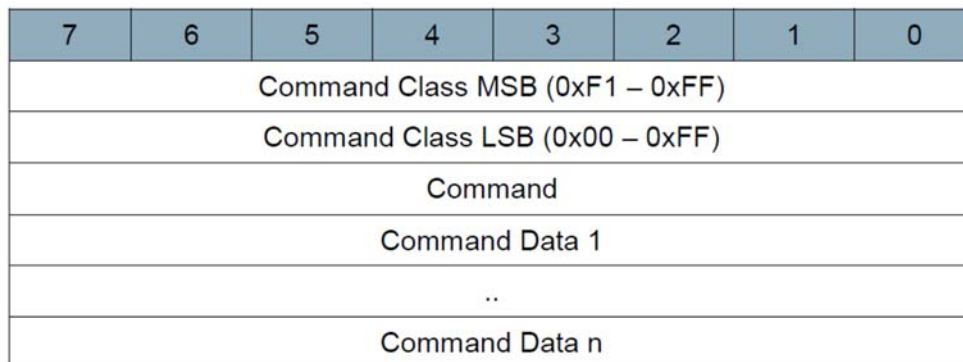 7 6 5 4 3 2 1 0
Command Class MSB (0xF1 – 0xFF)
Command Class LSB (0x00 – 0xFF)
Command
Command Data 1
..
Command Data n